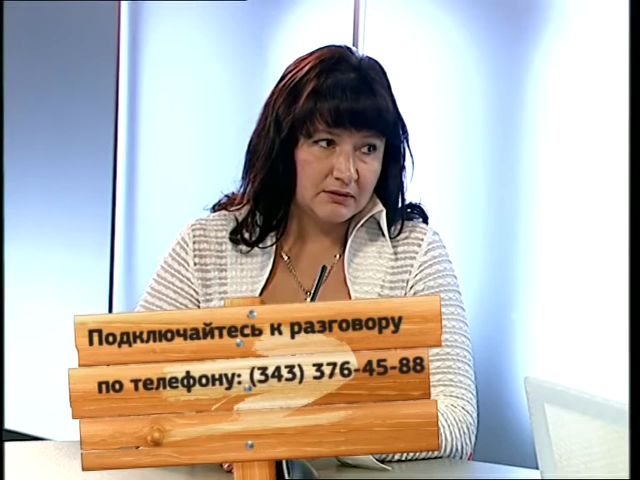 Подключайтесь к разговору
по телефону: (343) 376-45-88